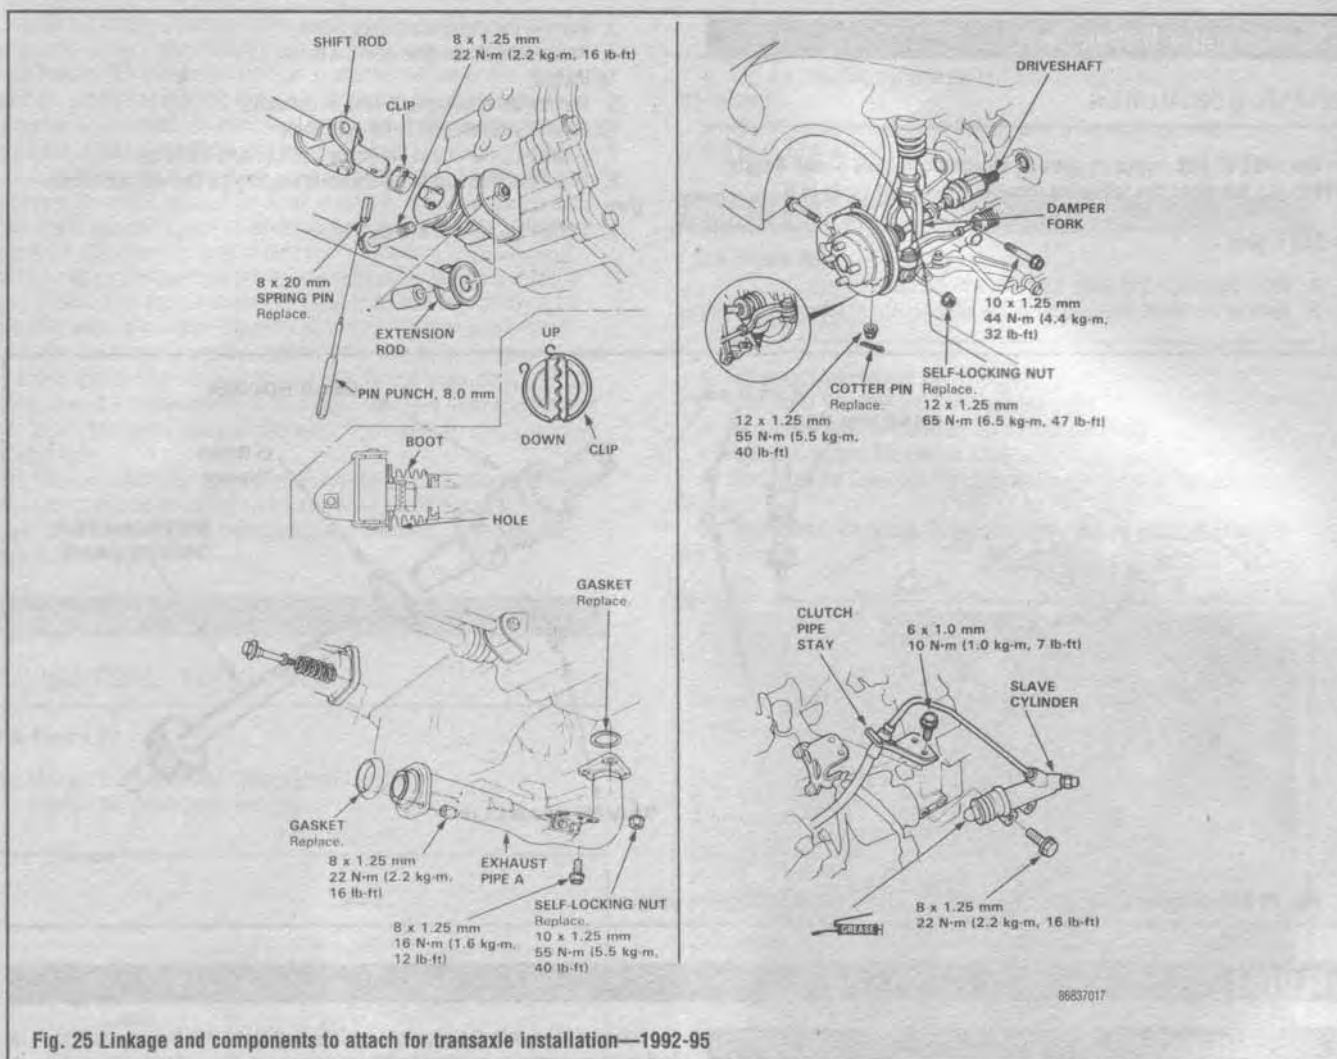 SHIFT ROD
8 x 1.25 mm
22 N·m (2.2 kg-m, 16 lb-ft)
CLIP
8 x 20 mm
SPRING PIN
Replace.
EXTENSION
ROD
PIN PUNCH, 8.0 mm
UP
DOWN
CLIP
BOOT
HOLE
GASKET
Replace.
GASKET
Replace.
8 x 1.25 mm
22 N·m (2.2 kg-m,
16 lb-ft)
EXHAUST
PIPE A
8 x 1.25 mm
16 N·m (1.6 kg-m,
12 lb-ft)
SELF-LOCKING NUT
Replace.
10 x 1.25 mm
55 N·m (5.5 kg-m,
40 lb-ft)
DRIVESHAFT
DAMPER
FORK
10 x 1.25 mm
44 N·m (4.4 kg-m,
32 lb-ft)
SELF-LOCKING NUT
Replace.
12 x 1.25 mm
65 N·m (6.5 kg-m, 47 lb-ft)
COTTER PIN
Replace.
12 x 1.25 mm
55 N·m (5.5 kg-m,
40 lb-ft)
CLUTCH
PIPE
STAY
6 x 1.0 mm
10 N·m (1.0 kg-m, 7 lb-ft)
SLAVE
CYLINDER
8 x 1.25 mm
22 N·m (2.2 kg-m, 16 lb-ft)
GREASE
86837017
Fig. 25 Linkage and components to attach for transaxle installation—1992-95